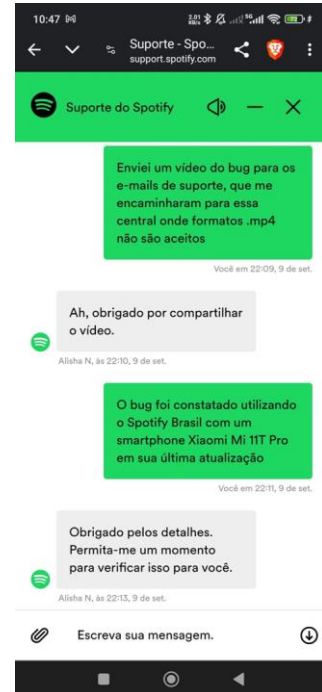 10:47
2,01
KB/s
5G
Suporte - Spo...
support.spotify.com
Suporte do Spotify
Enviei um vídeo do bug para os
e-mails de suporte, que me
encaminharam para essa
central onde formatos .mp4
não são aceitos
Você em 22:09, 9 de set.
Ah, obrigado por compartilhar
o vídeo.
Alisha N, às 22:10, 9 de set.
O bug foi constatado utilizando
o Spotify Brasil com um
smartphone Xiaomi Mi 11T Pro
em sua última atualização
Você em 22:11, 9 de set.
Obrigado pelos detalhes.
Permita-me um momento
para verificar isso para você.
Alisha N, às 22:13, 9 de set.
Escreva sua mensagem.